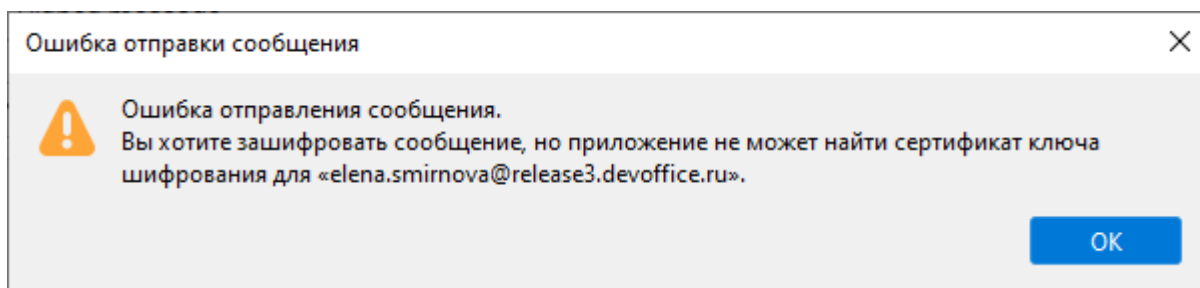 Ошибка отправки сообщения
Ошибка отправления сообщения.
Вы хотите зашифровать сообщение, но приложение не может найти сертификат ключа
шифрования для «elena.smirnova@release3.devoffice.ru».
ОК